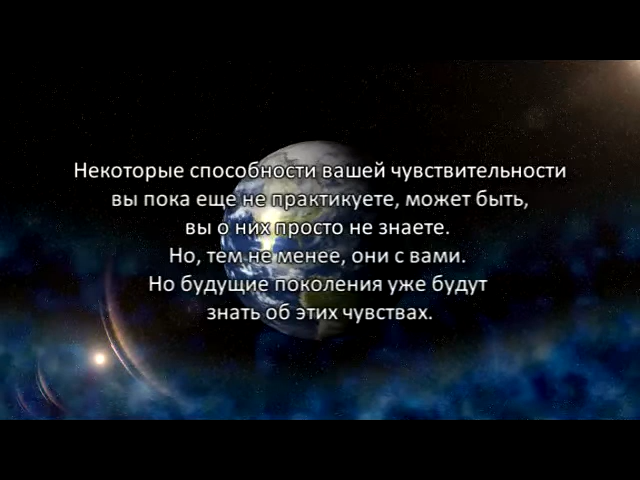 Некоторые способности вашей чувствительности
вы пока еще не практикуете, может быть,
вы о них просто не знаете.
Но, тем не менее, они с вами.
Но будущие поколения уже будут
знать об этих чувствах.